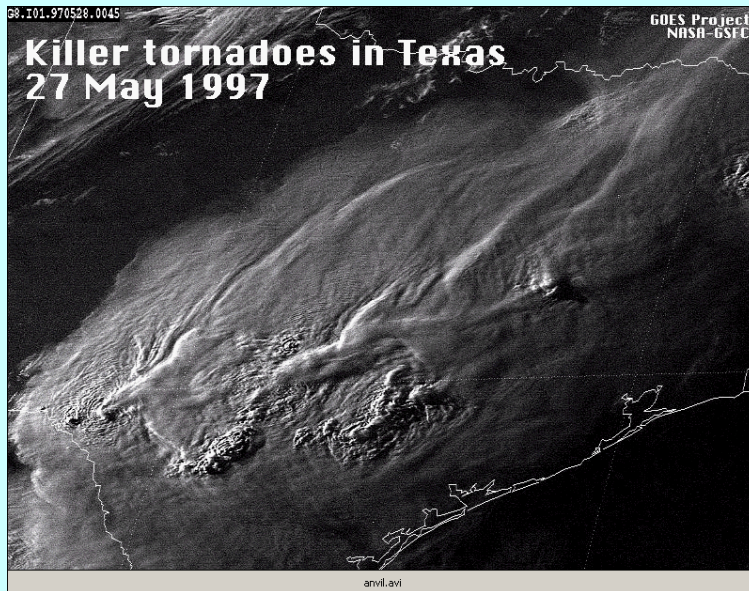 G8.I01.970528.0045
GOES Project
NASA-GSFC
Killer tornadoes in Texas
27 May 1997
anvil.avi